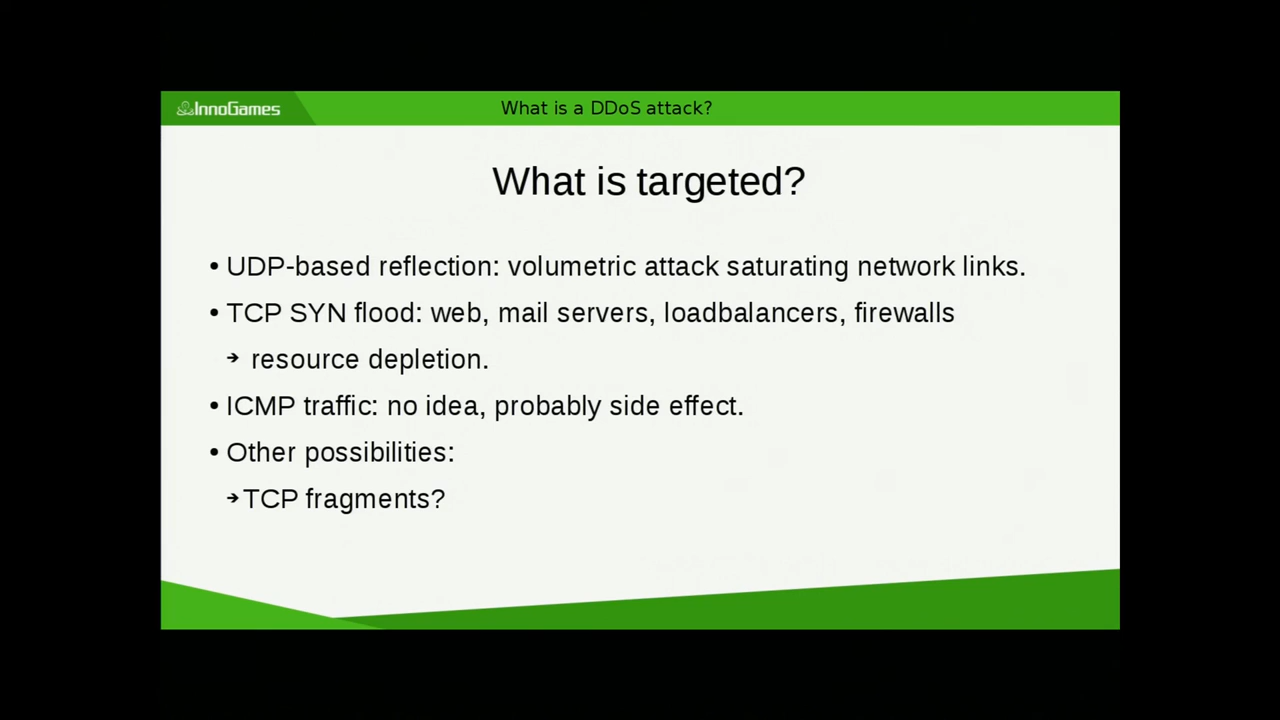 InnoGames
What is a DDoS attack?
What is targeted?
• UDP-based reflection: volumetric attack saturating network links.
• TCP SYN flood: web, mail servers, loadbalancers, firewalls
➔ resource depletion.
• ICMP traffic: no idea, probably side effect.
• Other possibilities:
➔TCP fragments?